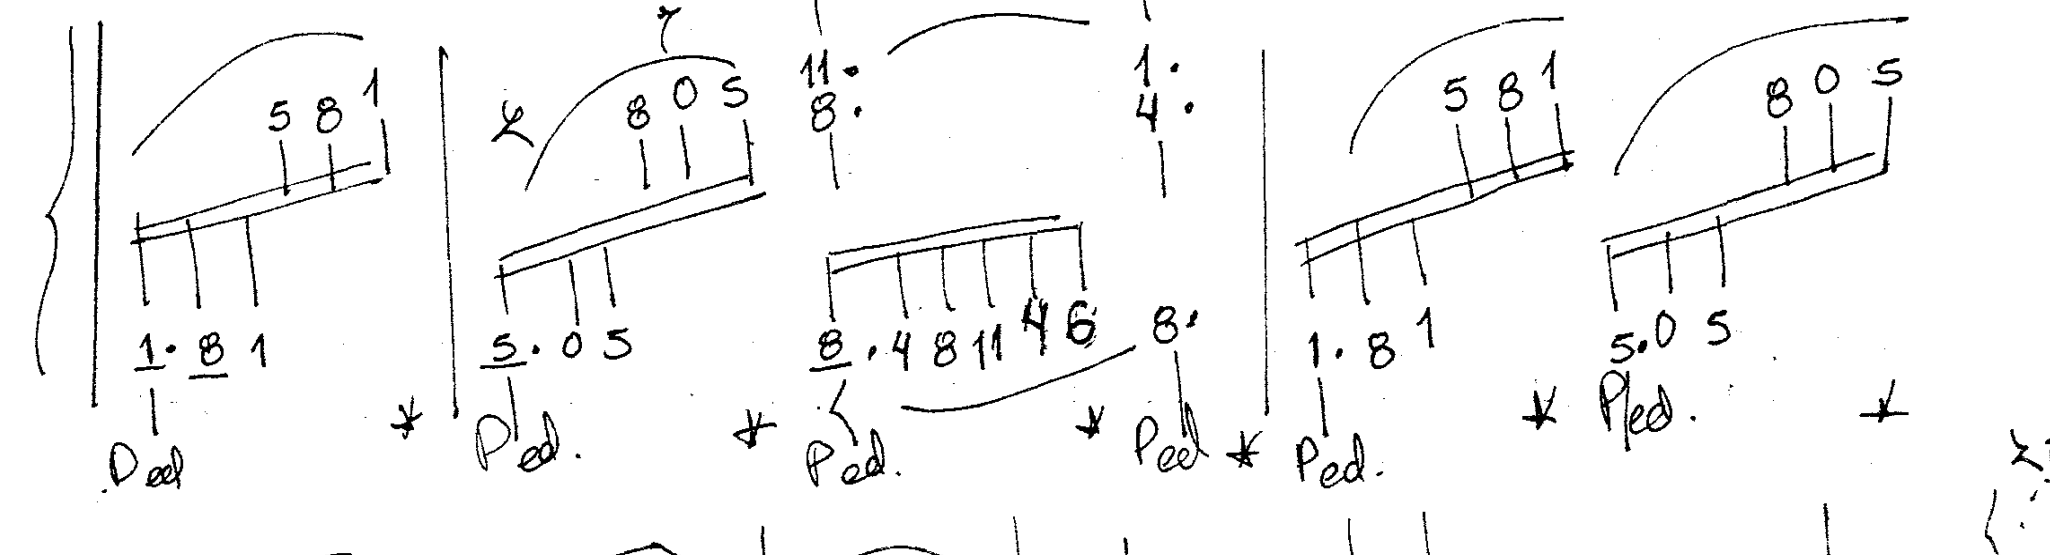 11. 1.
5 8 1 8 0 5 8. 4. 5 8 1 8 0 5
1. 8 1 5. 0 5 8. 4 8 11 4 6 8. 1. 8 1 5. 0 5
Ped * Ped. * Ped. * Ped * Ped. * Ped. *